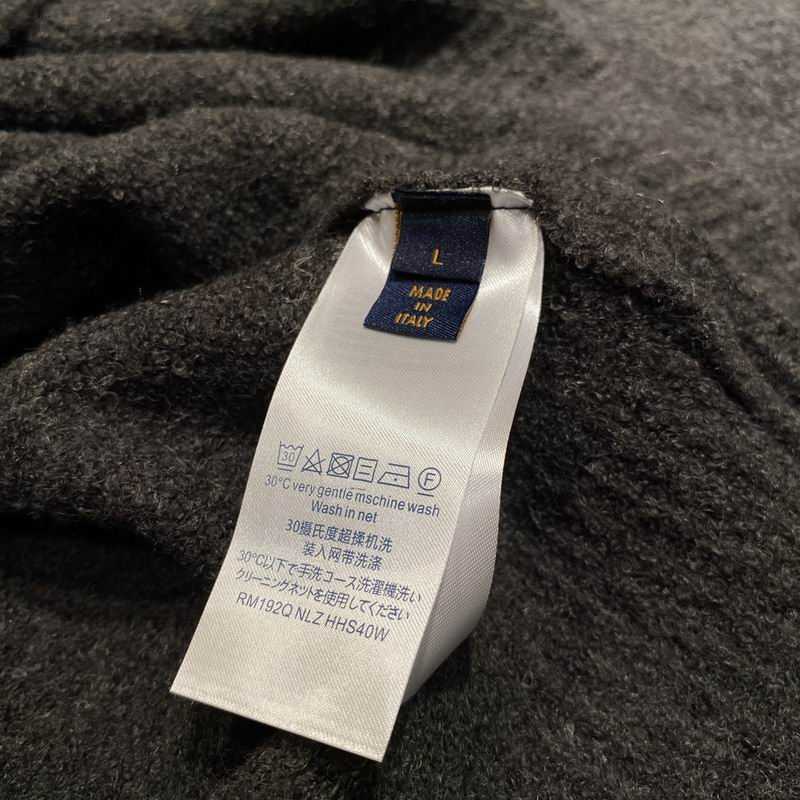 L
MADE
IN
ITALY
30
F
30°C very gentle mschine wash
Wash in net
30摄氏度超揉机洗
装入网带洗涤
30°C以下で手洗コース洗濯機洗い
クリーニングネットを使用してください
RM192Q NLZ HHS40W